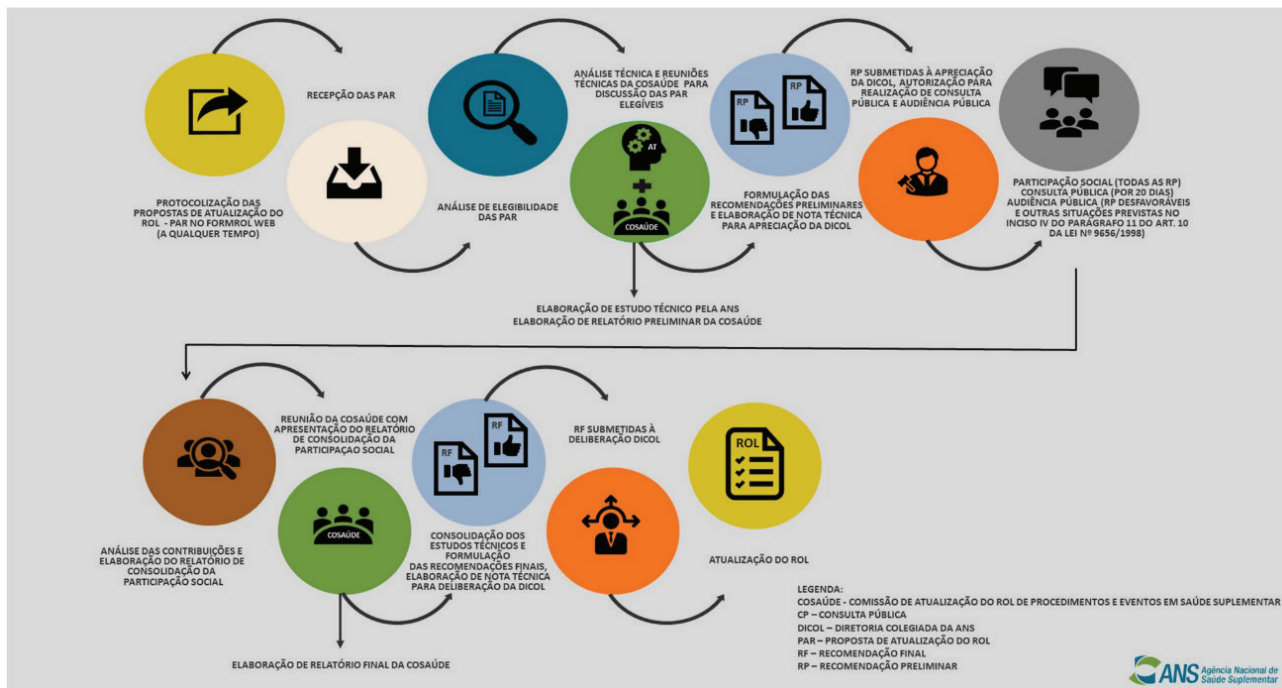 PROTOCOLIZAÇÃO DAS
PROPOSTAS DE ATUALIZAÇÃO DO
ROL - PAR NO FORMROL WEB
(A QUALQUER TEMPO)
RECEPÇÃO DAS PAR
ANÁLISE DE ELEGIBILIDADE
DAS PAR
ANÁLISE TÉCNICA E REUNIÕES
TÉCNICAS DA COSAÚDE PARA
DISCUSSÃO DAS PAR
ELEGÍVEIS
AT
COSAÚDE
ELABORAÇÃO DE ESTUDO TÉCNICO PELA ANS
ELABORAÇÃO DE RELATÓRIO PRELIMINAR DA COSAÚDE
RP
RP
FORMULAÇÃO DAS
RECOMENDAÇÕES PRELIMINARES
E ELABORAÇÃO DE NOTA TÉCNICA
PARA APRECIAÇÃO DA DICOL
RP SUBMETIDAS À APRECIAÇÃO
DA DICOL, AUTORIZAÇÃO PARA
REALIZAÇÃO DE CONSULTA
PÚBLICA E AUDIÊNCIA PÚBLICA
PARTICIPAÇÃO SOCIAL (TODAS AS RP)
CONSULTA PÚBLICA (POR 20 DIAS)
AUDIÊNCIA PÚBLICA (RP DESFAVORÁVEIS
E OUTRAS SITUAÇÕES PREVISTAS NO
INCISO IV DO PARÁGRAFO 11 DO ART. 10
DA LEI Nº 9656/1998)
ANÁLISE DAS CONTRIBUIÇÕES E
ELABORAÇÃO DO RELATÓRIO DE
CONSOLIDAÇÃO DA
PARTICIPAÇÃO SOCIAL
REUNIÃO DA COSAÚDE COM
APRESENTAÇÃO DO RELATÓRIO
DE CONSOLIDAÇÃO DA
PARTICIPAÇAO SOCIAL
COSAÚDE
ELABORAÇÃO DE RELATÓRIO FINAL DA COSAÚDE
RF
RF
CONSOLIDAÇÃO DOS
ESTUDOS TÉCNICOS E
FORMULAÇÃO
DAS RECOMENDAÇÕES FINAIS,
ELABORAÇÃO DE NOTA TÉCNICA
PARA DELIBERAÇÃO DA DICOL
RF SUBMETIDAS À
DELIBERAÇÃO DICOL
ROL
ATUALIZAÇÃO DO ROL
LEGENDA:
COSAÚDE - COMISSÃO DE ATUALIZAÇÃO DO ROL DE PROCEDIMENTOS E EVENTOS EM SAÚDE SUPLEMENTAR
CP – CONSULTA PÚBLICA
DICOL – DIRETORIA COLEGIADA DA ANS
PAR – PROPOSTA DE ATUALIZAÇÃO DO ROL
RF – RECOMENDAÇÃO FINAL
RP – RECOMENDAÇÃO PRELIMINAR
ANS Agência Nacional de
Saúde Suplementar